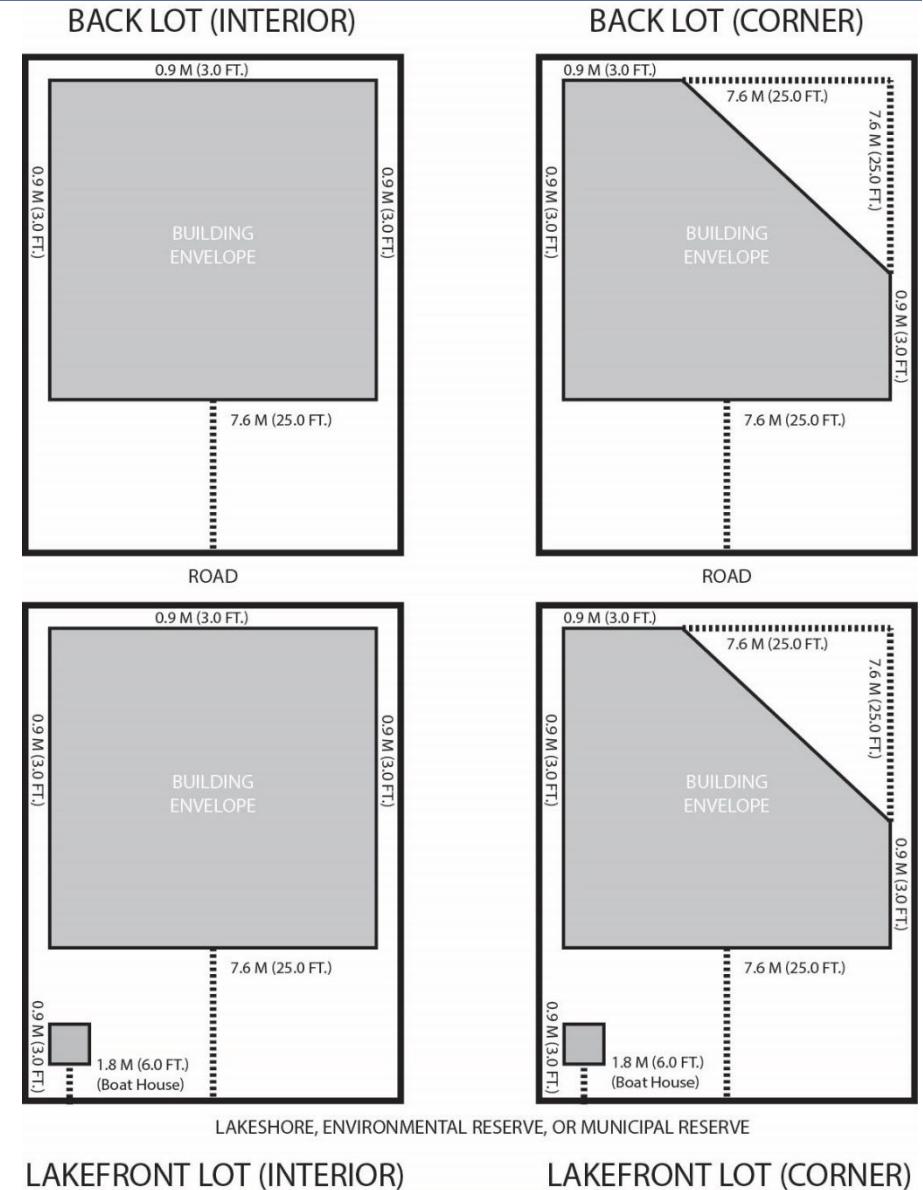 BACK LOT (INTERIOR)
BACK LOT (CORNER)
0.9 M (3.0 FT.)
0.9 M (3.0 FT.)
0.9 M (3.0 FT.)
BUILDING
ENVELOPE
7.6 M (25.0 FT.)
0.9 M (3.0 FT.)
7.6 M (25.0 FT.)
7.6 M (25.0 FT.)
0.9 M (3.0 FT.)
BUILDING
ENVELOPE
0.9 M (3.0 FT.)
7.6 M (25.0 FT.)
ROAD
ROAD
0.9 M (3.0 FT.)
0.9 M (3.0 FT.)
0.9 M (3.0 FT.)
BUILDING
ENVELOPE
7.6 M (25.0 FT.)
0.9 M (3.0 FT.)
1.8 M (6.0 FT.)
(Boat House)
0.9 M (3.0 FT.)
7.6 M (25.0 FT.)
7.6 M (25.0 FT.)
0.9 M (3.0 FT.)
BUILDING
ENVELOPE
0.9 M (3.0 FT.)
7.6 M (25.0 FT.)
0.9 M (3.0 FT.)
1.8 M (6.0 FT.)
(Boat House)
LAKESHORE, ENVIRONMENTAL RESERVE, OR MUNICIPAL RESERVE
LAKEFRONT LOT (INTERIOR)
LAKEFRONT LOT (CORNER)